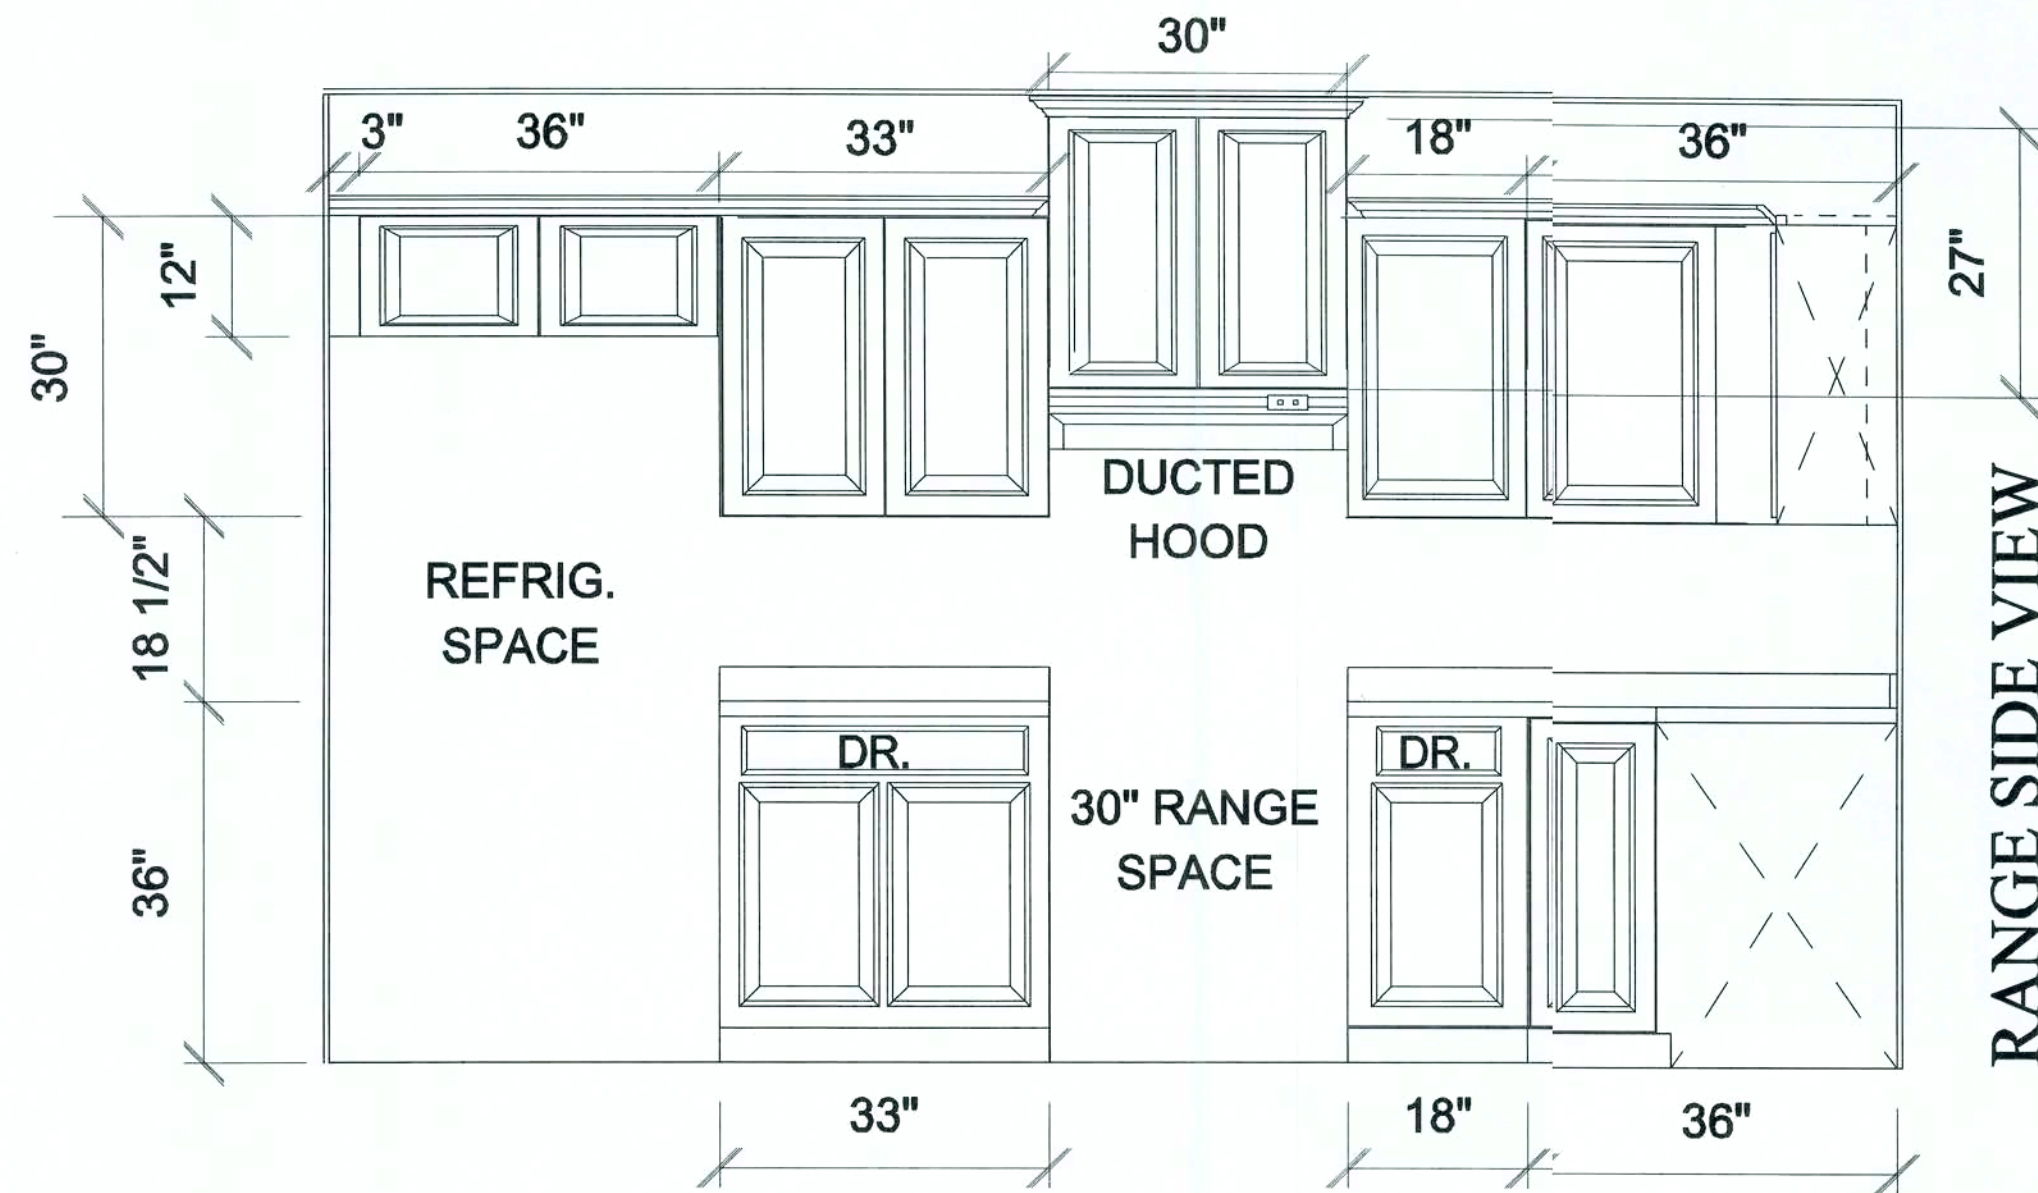 30"
3"
36"
33"
18"
36"
12"
30"
27"
DUCTED
HOOD
18 1/2"
REFRIG.
SPACE
RANGE SIDE VIEW
DR.
DR.
30" RANGE
SPACE
36"
33"
18"
36"